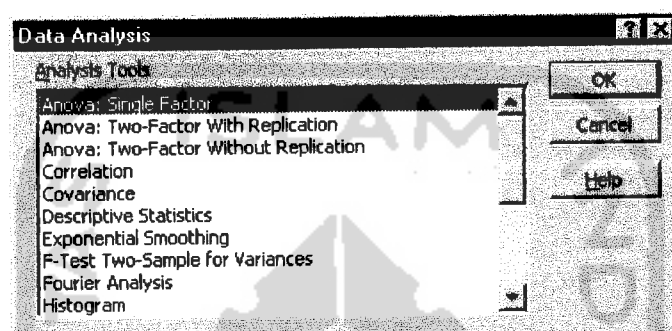 Data Analysis
Analysis Tools
Anova: Single Factor
Anova: Two-Factor With Replication
Anova: Two-Factor Without Replication
Correlation
Covariance
Descriptive Statistics
Exponential Smoothing
F-Test Two-Sample for Variances
Fourier Analysis
Histogram
? X
OK
Cancel
Help
ISLAM